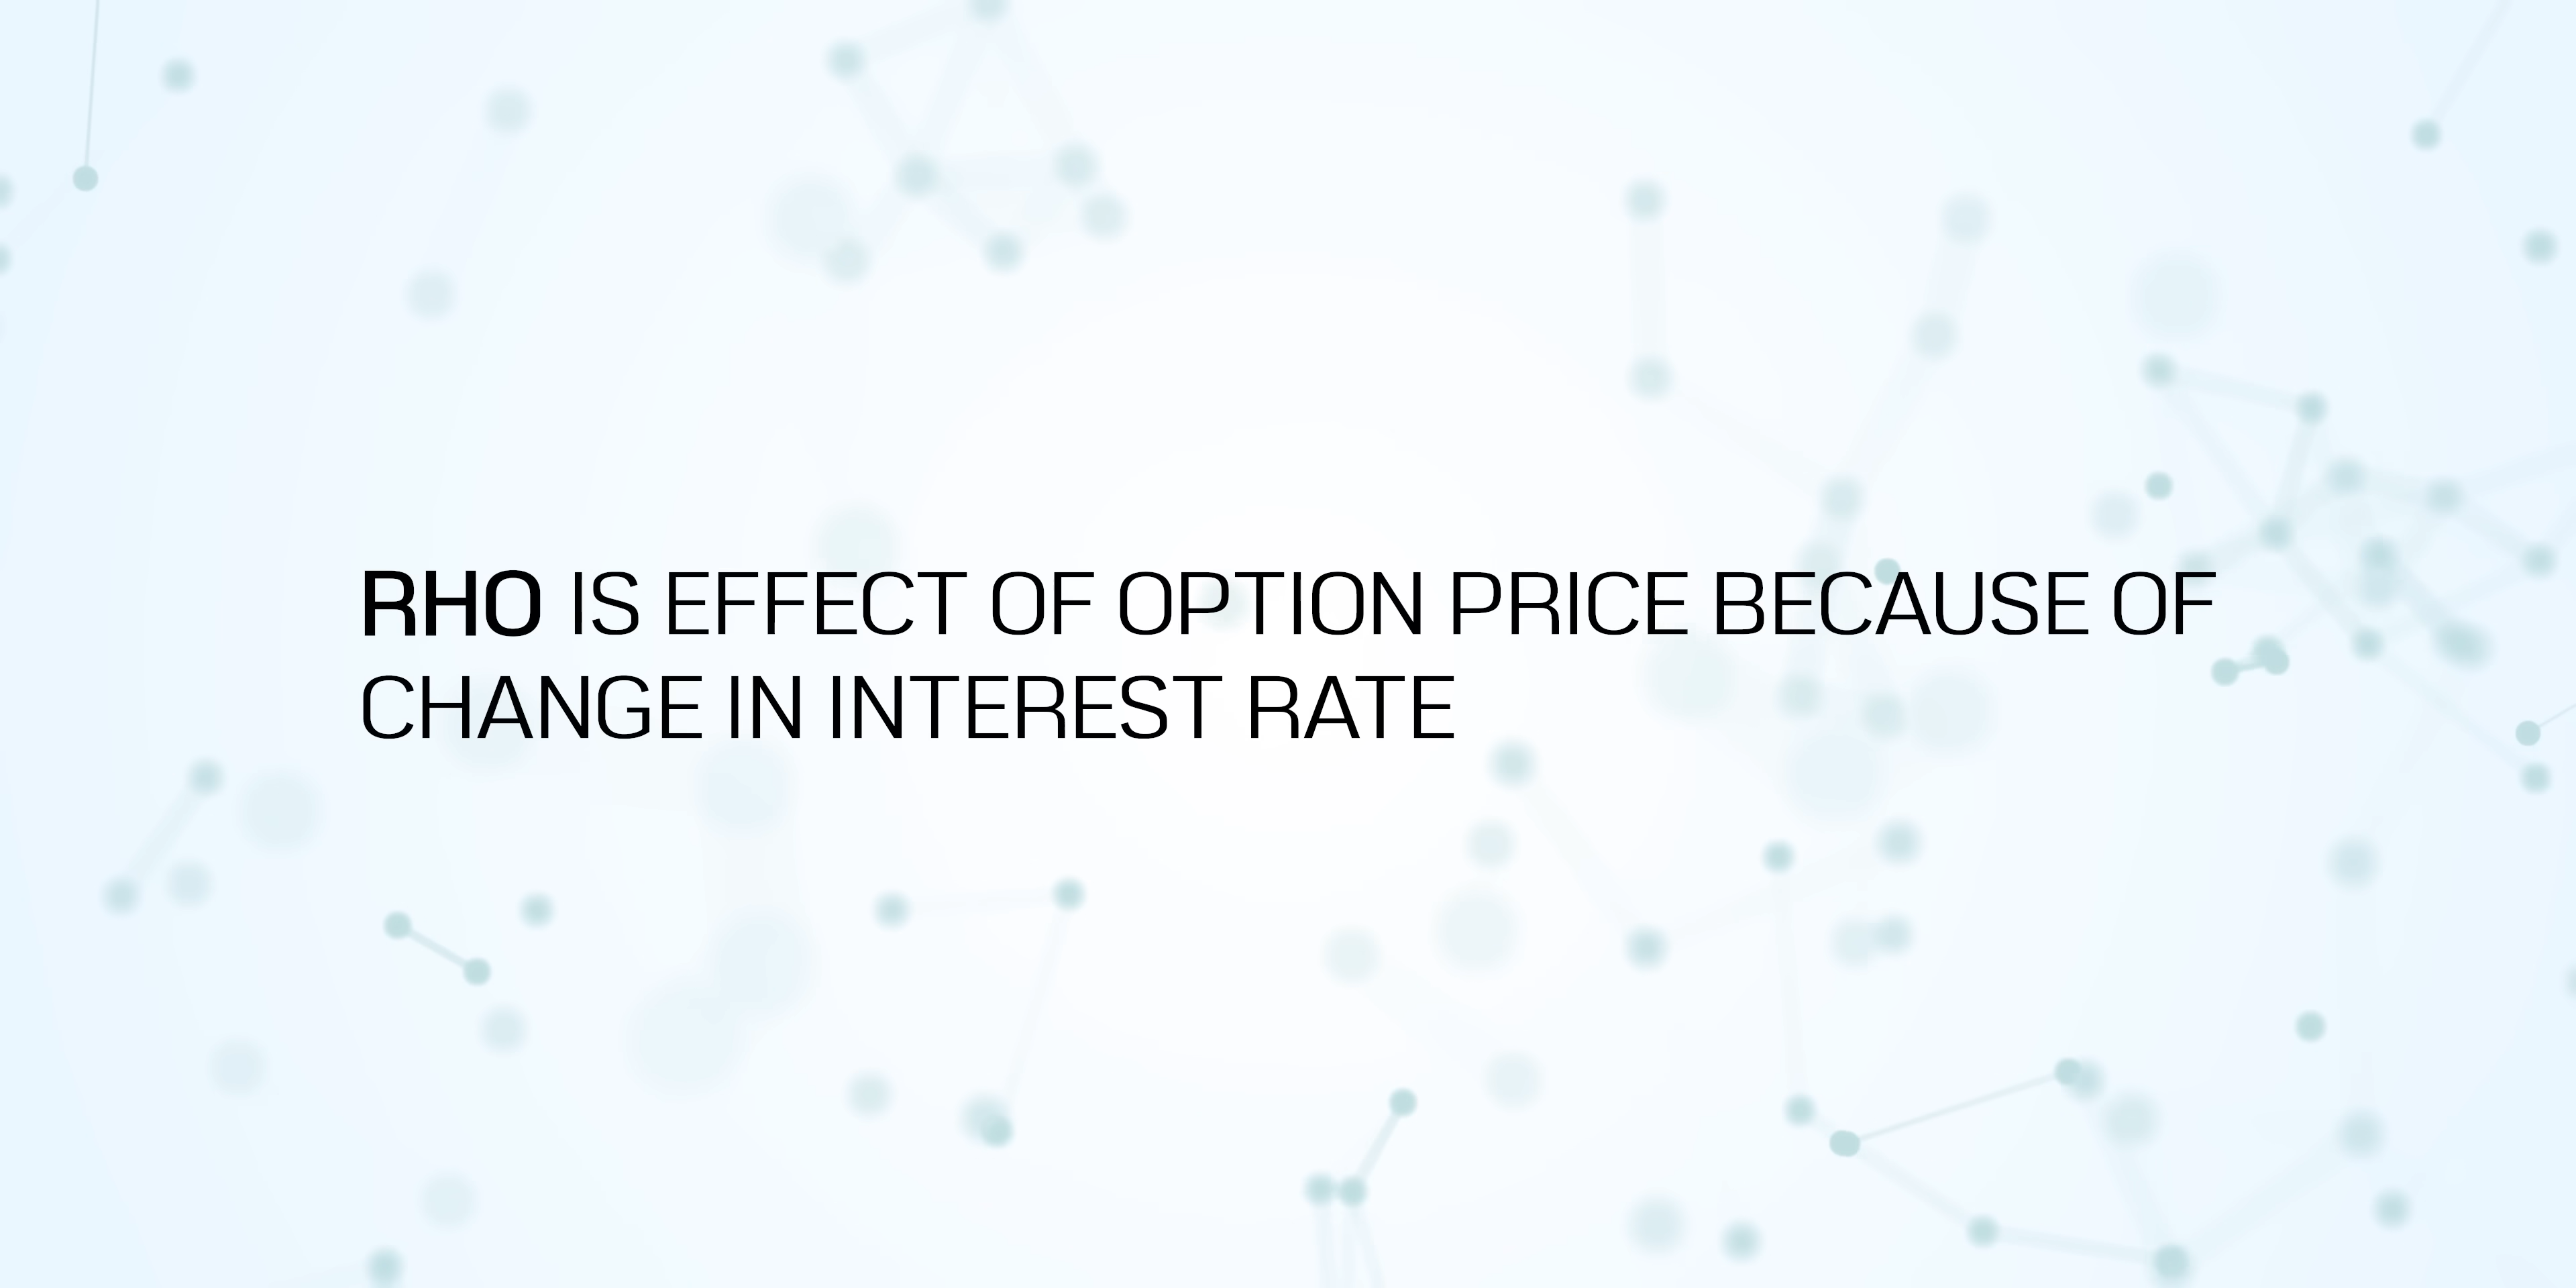 RHO IS EFFECT OF OPTION PRICE BECAUSE OF
CHANGE IN INTEREST RATE